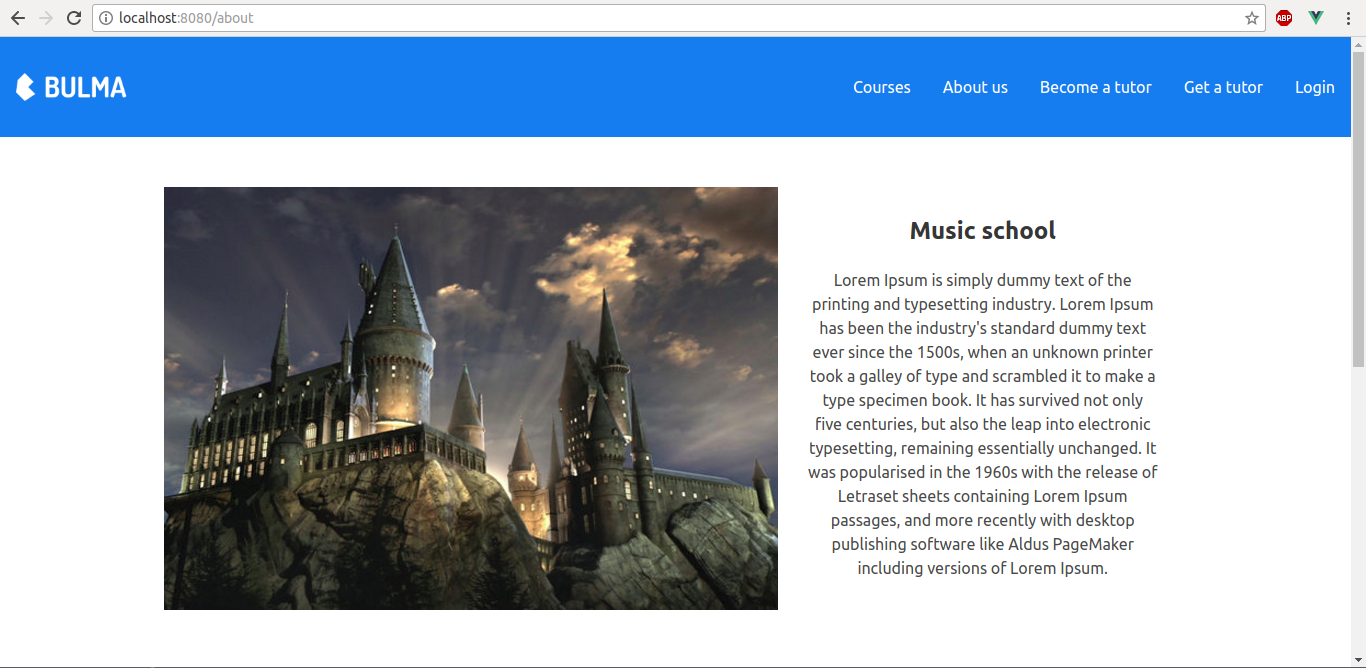 localhost:8080/about
ABP
BULMA
Courses About us Become a tutor Get a tutor Login
Music school
Lorem Ipsum is simply dummy text of the
printing and typesetting industry. Lorem Ipsum
has been the industry's standard dummy text
ever since the 1500s, when an unknown printer
took a galley of type and scrambled it to make a
type specimen book. It has survived not only
five centuries, but also the leap into electronic
typesetting, remaining essentially unchanged. It
was popularised in the 1960s with the release of
Letraset sheets containing Lorem Ipsum
passages, and more recently with desktop
publishing software like Aldus PageMaker
including versions of Lorem Ipsum.